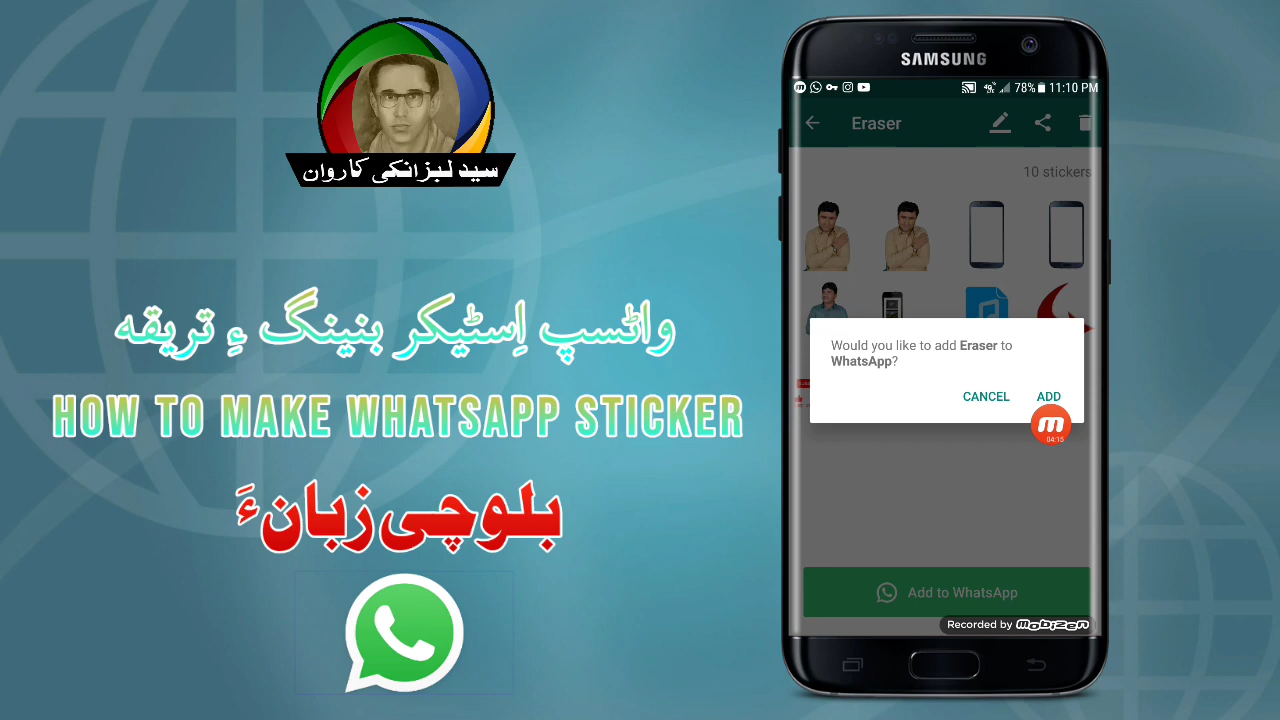 سید لبزانکی کاروان
واٹسپ اِسٹیکر بنینگ ءِ تریقہ
HOW TO MAKE WHATSAPP STICKER
بلوچی زبان ءَ
SAMSUNG
78% 11:10 PM
Eraser
10 stickers
Would you like to add Eraser to
WhatsApp?
CANCEL ADD
m
04:15
Add to WhatsApp
Recorded by mobizen